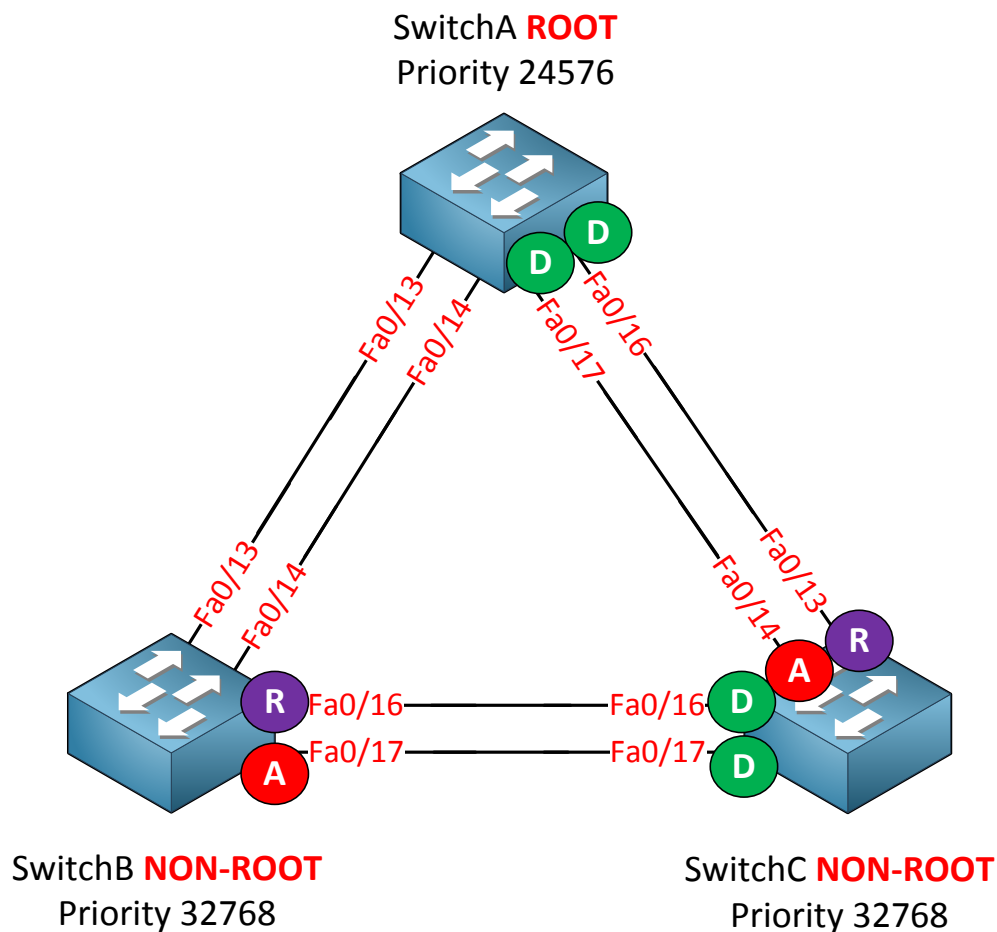 SwitchA ROOT
Priority 24576
D
D
Fa0/13
Fa0/14
Fa0/17
Fa0/16
Fa0/13
Fa0/14
Fa0/14
Fa0/13
R
A
R
Fa0/16
Fa0/16
D
A
Fa0/17
Fa0/17
D
SwitchB NON-ROOT
Priority 32768
SwitchC NON-ROOT
Priority 32768